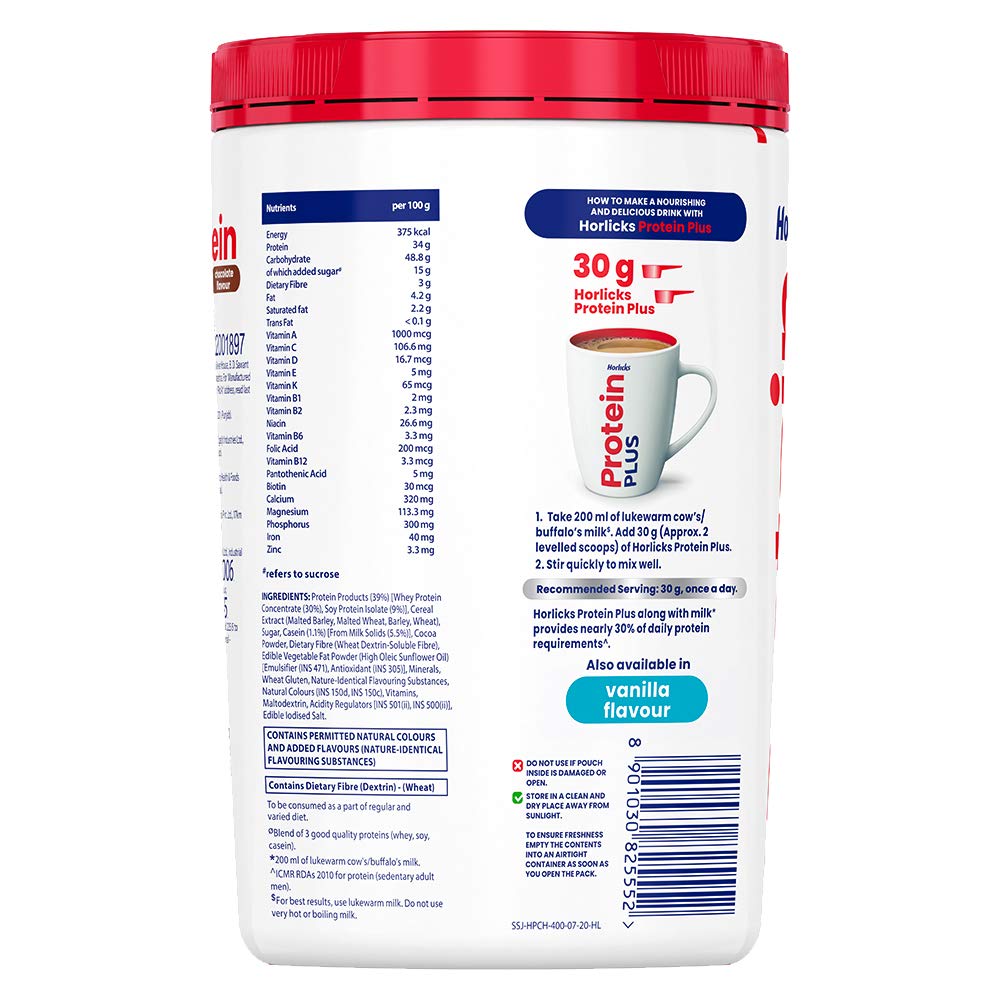 ein
chocolate
flavour
2001897
Nutrients per 100 g
Energy 375 kcal
Protein 34 g
Carbohydrate 48.8 g
of which added sugar# 15 g
Dietary Fibre 3 g
Fat 4.2 g
Saturated fat 2.2 g
Trans Fat < 0.1 g
Vitamin A 1000 mcg
Vitamin C 106.6 mg
Vitamin D 16.7 mcg
Vitamin E 5 mg
Vitamin K 65 mcg
Vitamin B1 2 mg
Vitamin B2 2.3 mg
Niacin 26.6 mg
Vitamin B6 3.3 mg
Folic Acid 200 mcg
Vitamin B12 3.3 mcg
Pantothenic Acid 5 mg
Biotin 30 mcg
Calcium 320 mg
Magnesium 113.3 mg
Phosphorus 300 mg
Iron 40 mg
Zinc 3.3 mg
#refers to sucrose
INGREDIENTS: Protein Products (39%) [Whey Protein
Concentrate (30%), Soy Protein Isolate (9%)], Cereal
Extract (Malted Barley, Malted Wheat, Barley, Wheat),
Sugar, Casein (1.1%) [From Milk Solids (5.5%)], Cocoa
Powder, Dietary Fibre (Wheat Dextrin-Soluble Fibre),
Edible Vegetable Fat Powder (High Oleic Sunflower Oil)
[Emulsifier (INS 471), Antioxidant (INS 305)], Minerals,
Wheat Gluten, Nature-Identical Flavouring Substances,
Natural Colours (INS 150d, INS 150c), Vitamins,
Maltodextrin, Acidity Regulators [INS 501(ii), INS 500(ii)],
Edible Iodised Salt.
CONTAINS PERMITTED NATURAL COLOURS
AND ADDED FLAVOURS (NATURE-IDENTICAL
FLAVOURING SUBSTANCES)
Contains Dietary Fibre (Dextrin) - (Wheat)
To be consumed as a part of regular and
varied diet.
ØBlend of 3 good quality proteins (whey, soy,
casein).
*200 ml of lukewarm cow's/buffalo's milk.
^ICMR RDAs 2010 for protein (sedentary adult
men).
$For best results, use lukewarm milk. Do not use
very hot or boiling milk.
HOW TO MAKE A NOURISHING
AND DELICIOUS DRINK WITH
Horlicks Protein Plus
30 g
Horlicks
Protein Plus
Horlicks
Protein
PLUS
1. Take 200 ml of lukewarm cow's/
buffalo's milk$. Add 30 g (Approx. 2
levelled scoops) of Horlicks Protein Plus.
2. Stir quickly to mix well.
Recommended Serving: 30 g, once a day.
Horlicks Protein Plus along with milk*
provides nearly 30% of daily protein
requirements^.
Also available in
vanilla
flavour
DO NOT USE IF POUCH
INSIDE IS DAMAGED OR
OPEN.
STORE IN A CLEAN AND
DRY PLACE AWAY FROM
SUNLIGHT.
TO ENSURE FRESHNESS
EMPTY THE CONTENTS
INTO AN AIRTIGHT
CONTAINER AS SOON AS
YOU OPEN THE PACK.
8 901030 825552 >
SSJ-HPCH-400-07-20-HL
Ho